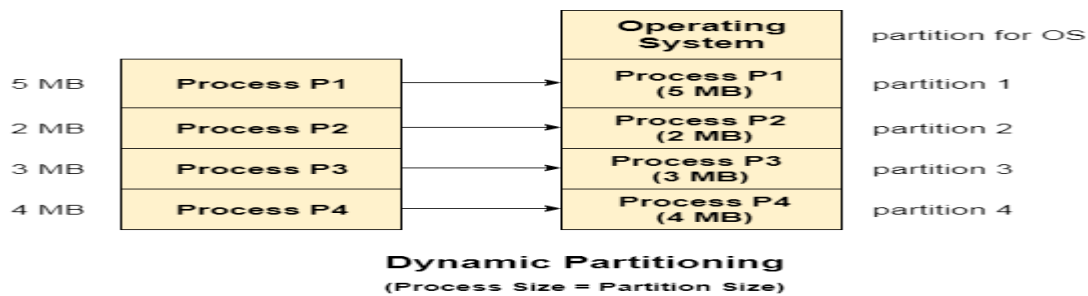 Operating
System
partition for OS
5 MB
Process P1
Process P1
(5 MB)
partition 1
2 MB
Process P2
Process P2
(2 MB)
partition 2
3 MB
Process P3
Process P3
(3 MB)
partition 3
4 MB
Process P4
Process P4
(4 MB)
partition 4
Dynamic Partitioning
(Process Size = Partition Size)